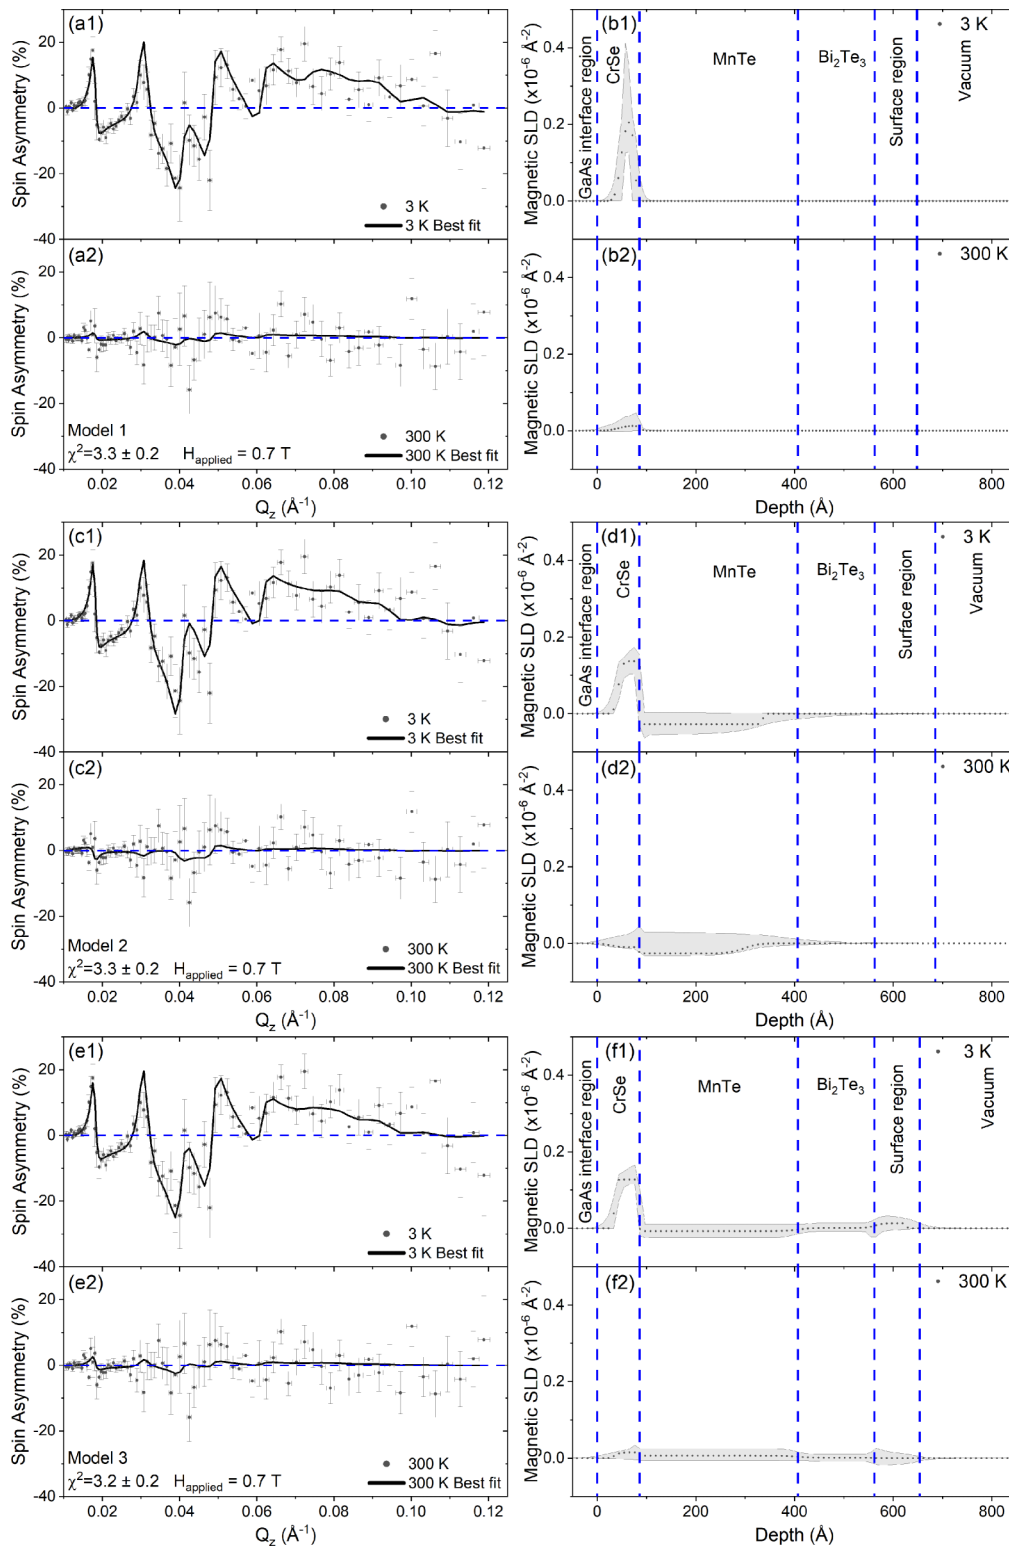 (a1)
20
0
-20
-40
Spin Asymmetry (%)
3 K
3 K Best fit
(b1)
0.4
0.2
0.0
Magnetic SLD (x10⁻⁶ Å⁻²)
GaAs interface region
CrSe
MnTe
Bi₂Te₃
Surface region
Vacuum
3 K
(a2)
20
0
-20
-40
Spin Asymmetry (%)
Model 1
χ²=3.3 ± 0.2 H_applied = 0.7 T
300 K
300 K Best fit
0.02 0.04 0.06 0.08 0.10 0.12
Q_z (Å⁻¹)
(b2)
0.4
0.2
0.0
Magnetic SLD (x10⁻⁶ Å⁻²)
300 K
0 200 400 600 800
Depth (Å)
(c1)
20
0
-20
-40
Spin Asymmetry (%)
3 K
3 K Best fit
(d1)
0.4
0.2
0.0
Magnetic SLD (x10⁻⁶ Å⁻²)
GaAs interface region
CrSe
MnTe
Bi₂Te₃
Surface region
Vacuum
3 K
(c2)
20
0
-20
-40
Spin Asymmetry (%)
Model 2
χ²=3.3 ± 0.2 H_applied = 0.7 T
300 K
300 K Best fit
0.02 0.04 0.06 0.08 0.10 0.12
Q_z (Å⁻¹)
(d2)
0.4
0.2
0.0
Magnetic SLD (x10⁻⁶ Å⁻²)
300 K
0 200 400 600 800
Depth (Å)
(e1)
20
0
-20
-40
Spin Asymmetry (%)
3 K
3 K Best fit
(f1)
0.4
0.2
0.0
Magnetic SLD (x10⁻⁶ Å⁻²)
GaAs interface region
CrSe
MnTe
Bi₂Te₃
Surface region
Vacuum
3 K
(e2)
20
0
-20
-40
Spin Asymmetry (%)
Model 3
χ²=3.2 ± 0.2 H_applied = 0.7 T
300 K
300 K Best fit
0.02 0.04 0.06 0.08 0.10 0.12
Q_z (Å⁻¹)
(f2)
0.4
0.2
0.0
Magnetic SLD (x10⁻⁶ Å⁻²)
300 K
0 200 400 600 800
Depth (Å)